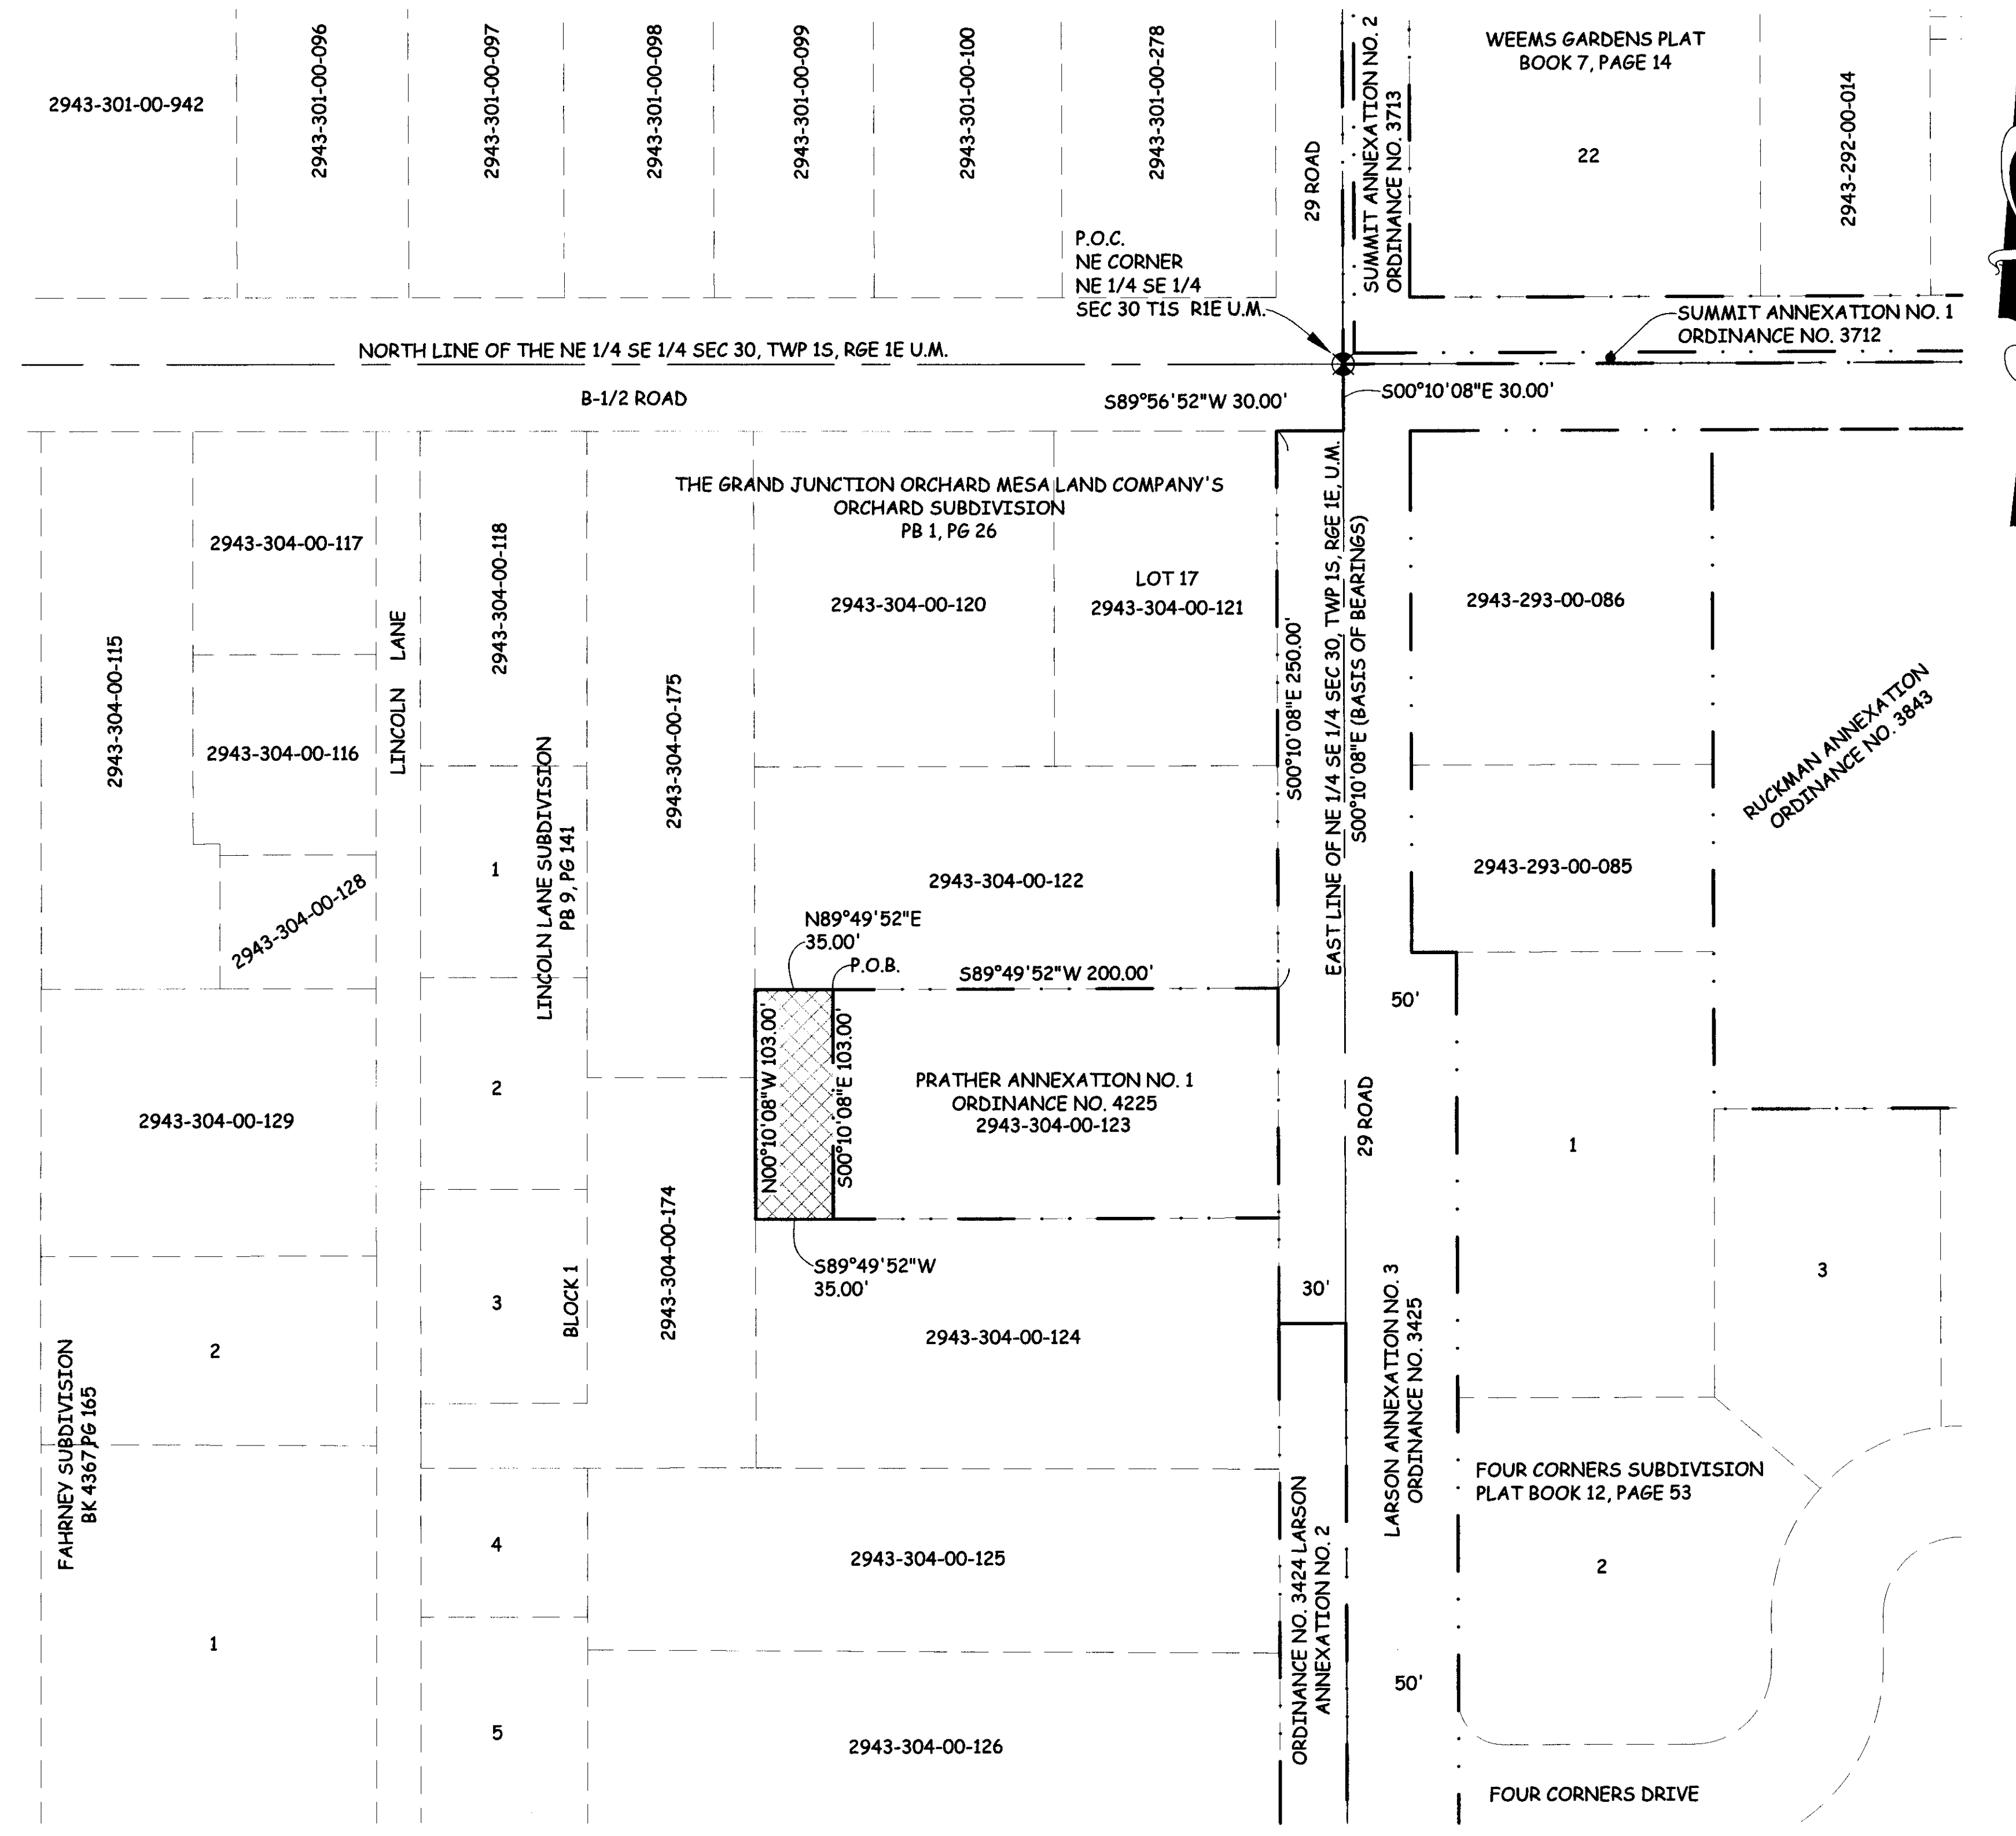 2943-301-00-942
2943-301-00-096
2943-301-00-097
2943-301-00-098
2943-301-00-099
2943-301-00-100
2943-301-00-278
29 ROAD
SUMMIT ANNEXATION NO. 2
ORDINANCE NO. 3713
WEEMS GARDENS PLAT
BOOK 7, PAGE 14
22
2943-292-00-014
P.O.C.
NE CORNER
NE 1/4 SE 1/4
SEC 30 T1S R1E U.M.
SUMMIT ANNEXATION NO. 1
ORDINANCE NO. 3712
NORTH LINE OF THE NE 1/4 SE 1/4 SEC 30, TWP 1S, RGE 1E U.M.
B-1/2 ROAD
S89°56'52"W 30.00'
S00°10'08"E 30.00'
THE GRAND JUNCTION ORCHARD MESA LAND COMPANY'S
ORCHARD SUBDIVISION
PB 1, PG 26
2943-304-00-115
2943-304-00-117
2943-304-00-116
2943-304-00-128
LINCOLN LANE
2943-304-00-118
LINCOLN LANE SUBDIVISION
PB 9, PG 141
1
2943-304-00-175
2943-304-00-120
LOT 17
2943-304-00-121
S00°10'08"E 250.00'
EAST LINE OF NE 1/4 SE 1/4 SEC 30, TWP 1S, RGE 1E, U.M.
S00°10'08"E (BASIS OF BEARINGS)
2943-293-00-086
2943-293-00-085
RUCKMAN ANNEXATION
ORDINANCE NO. 3843
2943-304-00-122
N89°49'52"E
35.00'
P.O.B.
S89°49'52"W 200.00'
50'
N00°10'08"W 103.00'
S00°10'08"E 103.00'
PRATHER ANNEXATION NO. 1
ORDINANCE NO. 4225
2943-304-00-123
29 ROAD
2943-304-00-129
2
1
S89°49'52"W
35.00'
2943-304-00-174
BLOCK 1
3
30'
3
2943-304-00-124
LARSON ANNEXATION NO. 3
ORDINANCE NO. 3425
FAHRNEY SUBDIVISION
BK 4367 PG 165
2
FOUR CORNERS SUBDIVISION
PLAT BOOK 12, PAGE 53
ORDINANCE NO. 3424 LARSON
ANNEXATION NO. 2
4
2943-304-00-125
2
1
50'
5
2943-304-00-126
FOUR CORNERS DRIVE